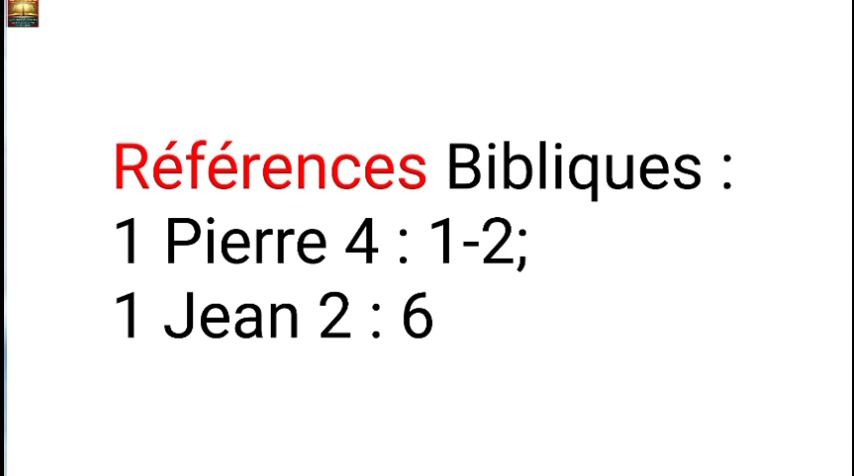 Références Bibliques :
1 Pierre 4 : 1-2;
1 Jean 2 : 6